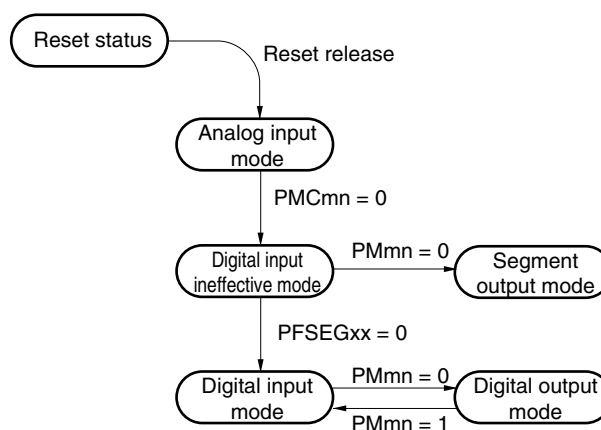 Reset status
Reset release
Analog input
mode
PMCmn = 0
Digital input
ineffective mode
PMmn = 0
Segment
output mode
PFSEGxx = 0
Digital input
mode
PMmn = 0
PMmn = 1
Digital output
mode